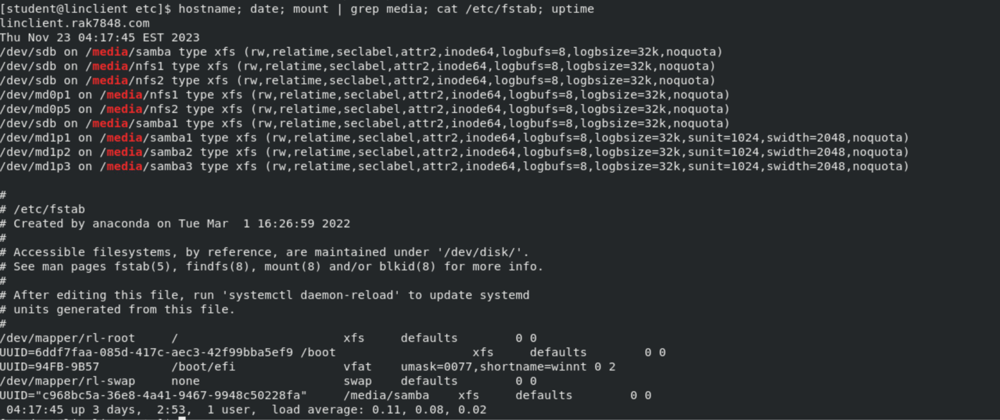 [student@linclient etc]$ hostname; date; mount | grep media; cat /etc/fstab; uptime
linclient.rak7848.com
Thu Nov 23 04:17:45 EST 2023
/dev/sdb on /media/samba type xfs (rw,relatime,seclabel,attr2,inode64,logbufs=8,logbsize=32k,noquota)
/dev/sdb on /media/nfs1 type xfs (rw,relatime,seclabel,attr2,inode64,logbufs=8,logbsize=32k,noquota)
/dev/sdb on /media/nfs2 type xfs (rw,relatime,seclabel,attr2,inode64,logbufs=8,logbsize=32k,noquota)
/dev/md0p1 on /media/nfs1 type xfs (rw,relatime,seclabel,attr2,inode64,logbufs=8,logbsize=32k,noquota)
/dev/md0p5 on /media/nfs2 type xfs (rw,relatime,seclabel,attr2,inode64,logbufs=8,logbsize=32k,noquota)
/dev/sdb on /media/samba1 type xfs (rw,relatime,seclabel,attr2,inode64,logbufs=8,logbsize=32k,noquota)
/dev/md1p1 on /media/samba1 type xfs (rw,relatime,seclabel,attr2,inode64,logbufs=8,logbsize=32k,sunit=1024,swidth=2048,noquota)
/dev/md1p2 on /media/samba2 type xfs (rw,relatime,seclabel,attr2,inode64,logbufs=8,logbsize=32k,sunit=1024,swidth=2048,noquota)
/dev/md1p3 on /media/samba3 type xfs (rw,relatime,seclabel,attr2,inode64,logbufs=8,logbsize=32k,sunit=1024,swidth=2048,noquota)
#
# /etc/fstab
# Created by anaconda on Tue Mar  1 16:26:59 2022
#
# Accessible filesystems, by reference, are maintained under '/dev/disk/'.
# See man pages fstab(5), findfs(8), mount(8) and/or blkid(8) for more info.
#
# After editing this file, run 'systemctl daemon-reload' to update systemd
# units generated from this file.
#
/dev/mapper/rl-root     /                       xfs     defaults        0 0
UUID=6ddf7faa-085d-417c-aec3-42f99bba5ef9 /boot                   xfs     defaults        0 0
UUID=94FB-9B57          /boot/efi               vfat    umask=0077,shortname=winnt 0 2
/dev/mapper/rl-swap     none                    swap    defaults        0 0
UUID="c968bc5a-36e8-4a41-9467-9948c50228fa"     /media/samba    xfs     defaults        0 0
 04:17:45 up 3 days,  2:53,  1 user,  load average: 0.11, 0.08, 0.02